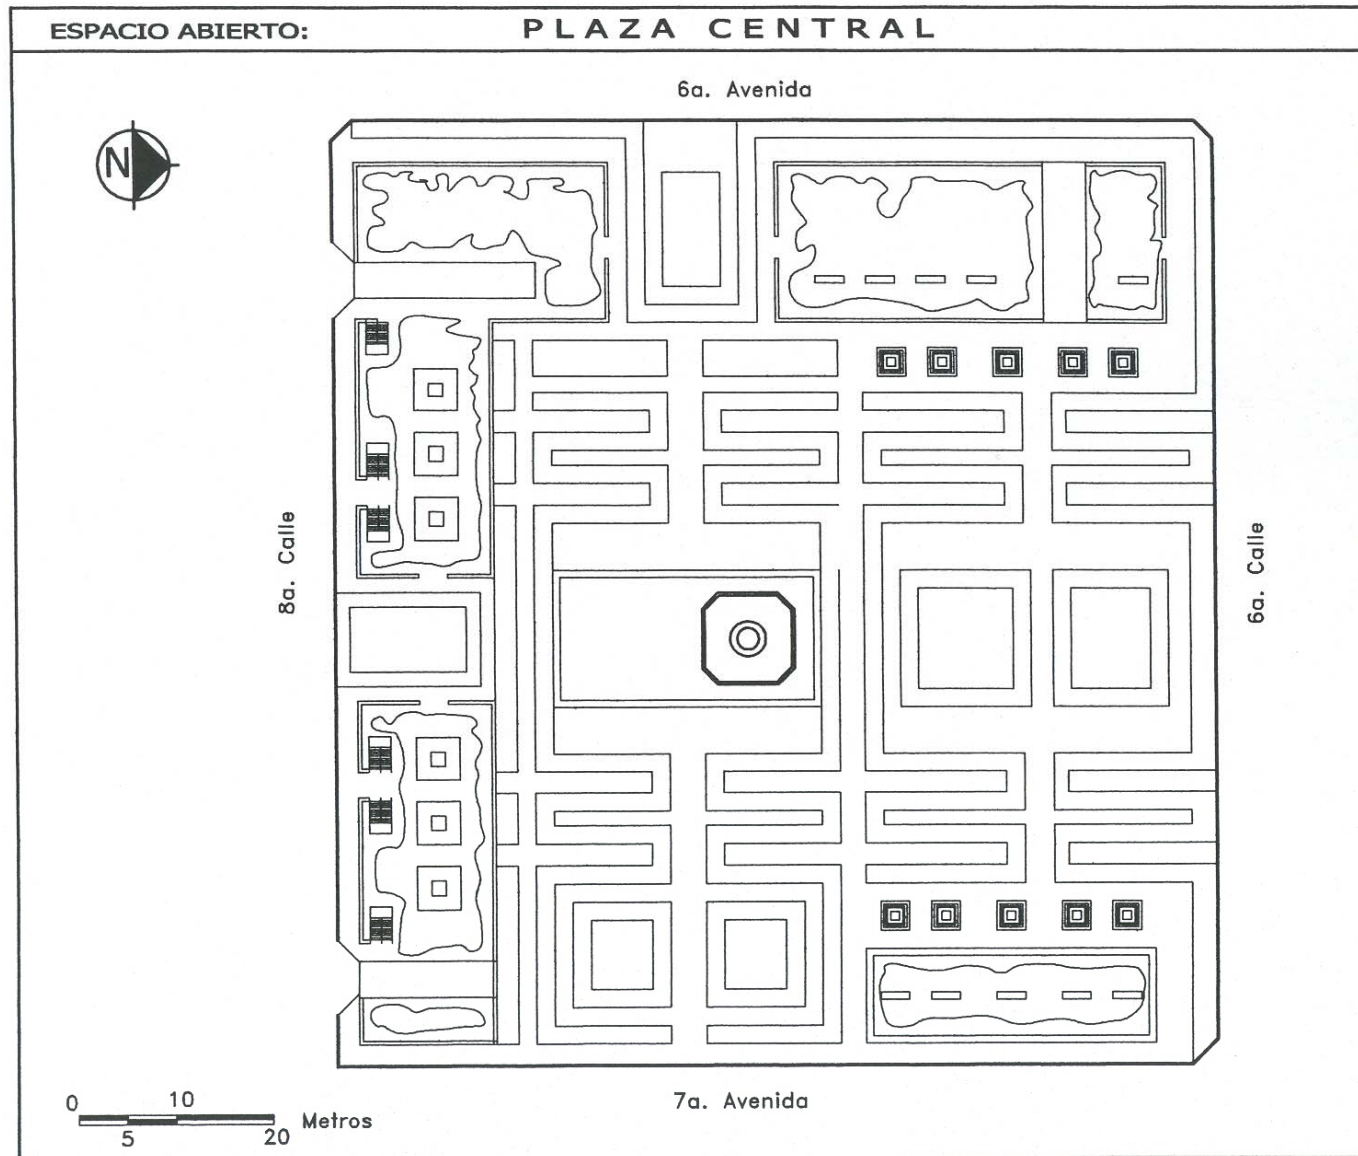 ESPACIO ABIERTO: PLAZA CENTRAL
6a. Avenida
N
8a. Calle
6a. Calle
7a. Avenida
0 10
5 20 Metros